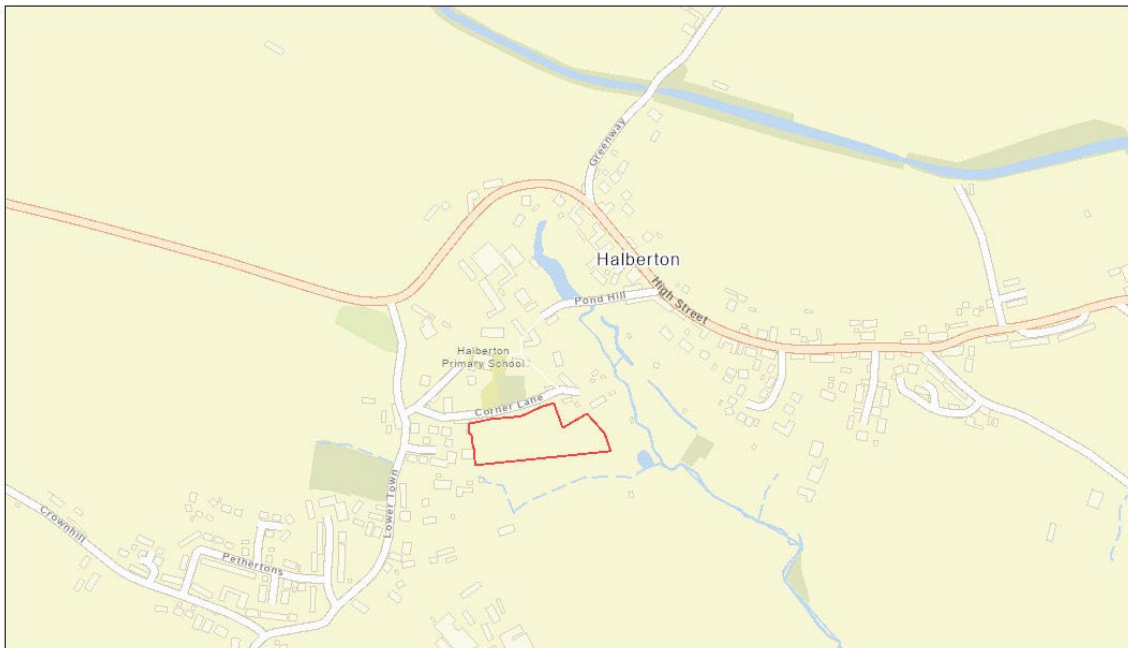 Greenway
Halberton
Pond Hill
High Street
Halberton
Primary School
Corner Lane
Lower Town
Crownhill
Pethertons